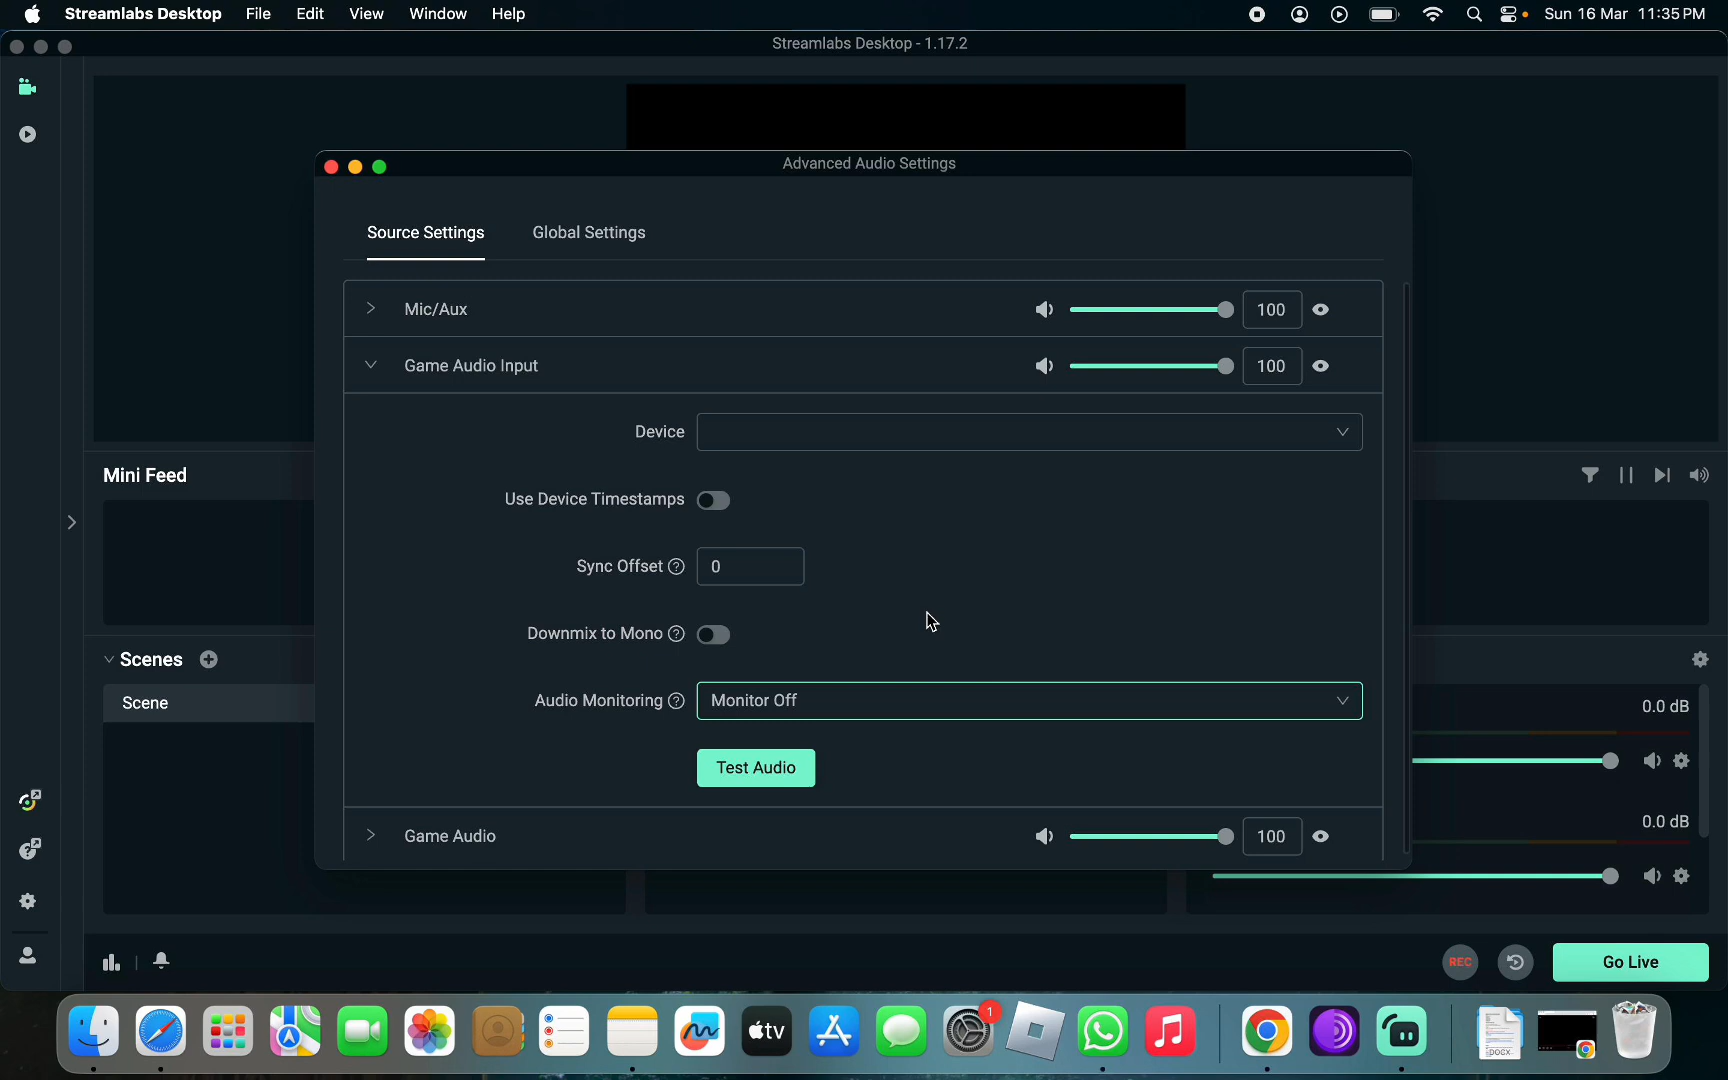 Streamlabs Desktop File Edit View Window Help Sun 16 Mar 11:35 PM
Streamlabs Desktop - 1.17.2
Advanced Audio Settings
Source Settings Global Settings
Mic/Aux 100
Game Audio Input 100
Device
Use Device Timestamps
Sync Offset ? 0
Downmix to Mono ?
Audio Monitoring ? Monitor Off
Test Audio
Game Audio 100
Mini Feed
Scenes
Scene
0.0 dB
0.0 dB
REC Go Live
tv
1
DOCX